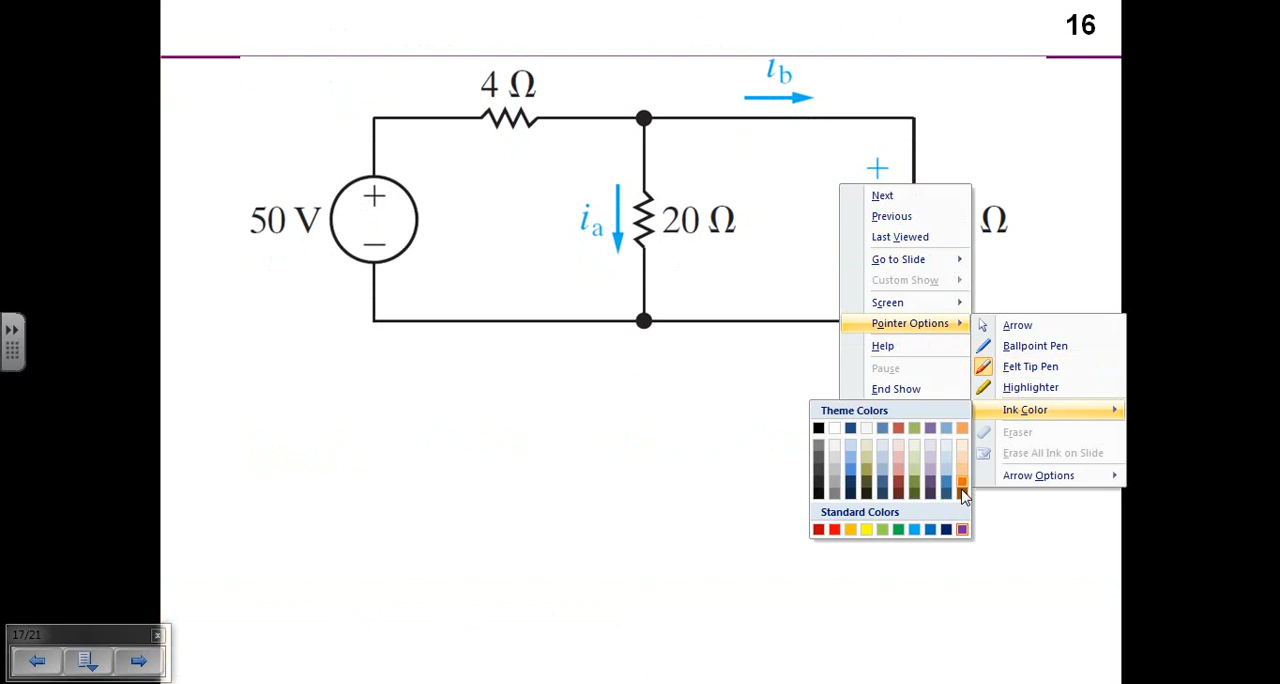 16
4 Ω
i_b
+
50 V
+
−
i_a
20 Ω
Ω
Next
Previous
Last Viewed
Go to Slide
Custom Show
Screen
Pointer Options
Help
Pause
End Show
Arrow
Ballpoint Pen
Felt Tip Pen
Highlighter
Ink Color
Eraser
Erase All Ink on Slide
Arrow Options
Theme Colors
Standard Colors
17/21